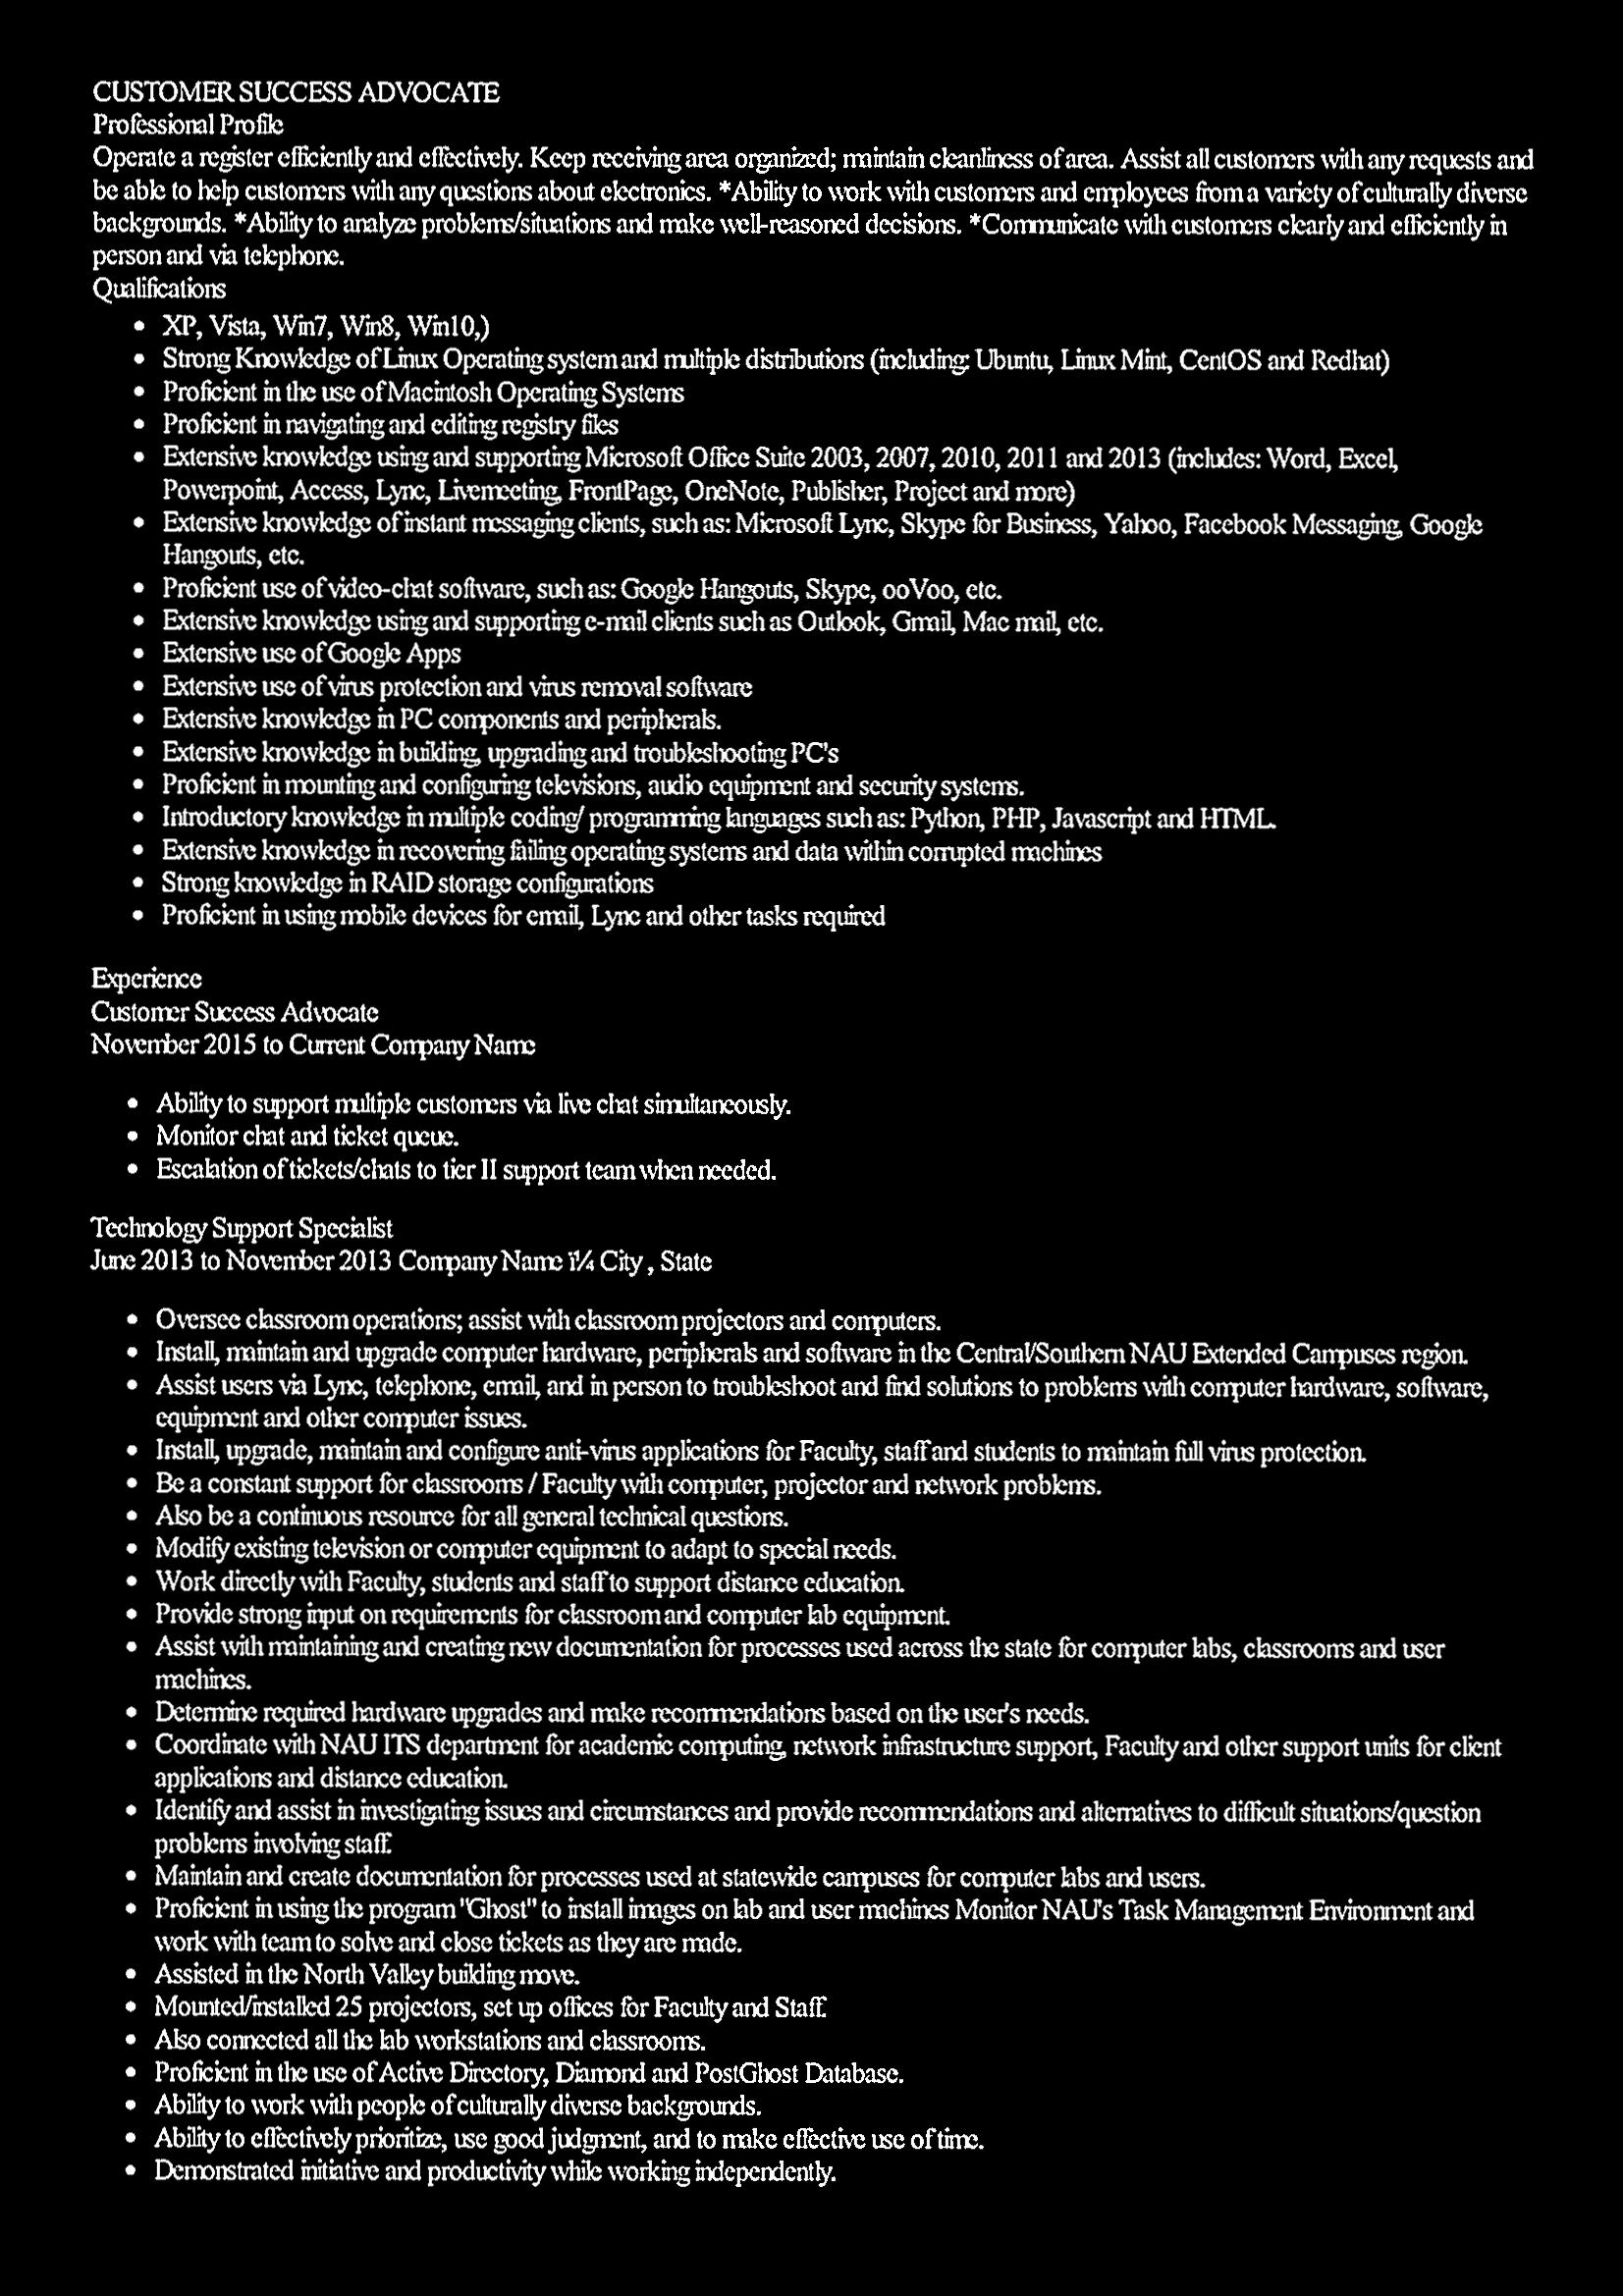 CUSTOMER SUCCESS ADVOCATE
Professional Profile
Operate a register efficiently and effectively. Keep receiving area organized; maintain cleanliness of area. Assist all customers with any requests and
be able to help customers with any questions about electronics. *Ability to work with customers and employees from a variety of culturally diverse
backgrounds. *Ability to analyze problems/situations and make well-reasoned decisions. *Communicate with customers clearly and efficiently in
person and via telephone.
Qualifications
• XP, Vista, Win7, Win8, Win10,)
• Strong Knowledge of Linux Operating system and multiple distributions (including: Ubuntu, Linux Mint, CentOS and Redhat)
• Proficient in the use of Macintosh Operating Systems
• Proficient in navigating and editing registry files
• Extensive knowledge using and supporting Microsoft Office Suite 2003, 2007, 2010, 2011 and 2013 (includes: Word, Excel,
Powerpoint, Access, Lync, Livemeeting, FrontPage, OneNote, Publisher, Project and more)
• Extensive knowledge of instant messaging clients, such as: Microsoft Lync, Skype for Business, Yahoo, Facebook Messaging, Google
Hangouts, etc.
• Proficient use of video-chat software, such as: Google Hangouts, Skype, ooVoo, etc.
• Extensive knowledge using and supporting e-mail clients such as Outlook, Gmail, Mac mail, etc.
• Extensive use of Google Apps
• Extensive use of virus protection and virus removal software
• Extensive knowledge in PC components and peripherals.
• Extensive knowledge in building, upgrading and troubleshooting PC's
• Proficient in mounting and configuring televisions, audio equipment and security systems.
• Introductory knowledge in multiple coding/ programming languages such as: Python, PHP, Javascript and HTML.
• Extensive knowledge in recovering failing operating systems and data within corrupted machines
• Strong knowledge in RAID storage configurations
• Proficient in using mobile devices for email, Lync and other tasks required
Experience
Customer Success Advocate
November 2015 to Current Company Name
• Ability to support multiple customers via live chat simultaneously.
• Monitor chat and ticket queue.
• Escalation of tickets/chats to tier II support team when needed.
Technology Support Specialist
June 2013 to November 2013 Company Name ï¼ City , State
• Oversee classroom operations; assist with classroom projectors and computers.
• Install, maintain and upgrade computer hardware, peripherals and software in the Central/Southern NAU Extended Campuses region.
• Assist users via Lync, telephone, email, and in person to troubleshoot and find solutions to problems with computer hardware, software,
equipment and other computer issues.
• Install, upgrade, maintain and configure anti-virus applications for Faculty, staff and students to maintain full virus protection.
• Be a constant support for classrooms / Faculty with computer, projector and network problems.
• Also be a continuous resource for all general technical questions.
• Modify existing television or computer equipment to adapt to special needs.
• Work directly with Faculty, students and staff to support distance education.
• Provide strong input on requirements for classroom and computer lab equipment.
• Assist with maintaining and creating new documentation for processes used across the state for computer labs, classrooms and user
machines.
• Determine required hardware upgrades and make recommendations based on the user's needs.
• Coordinate with NAU ITS department for academic computing, network infrastructure support, Faculty and other support units for client
applications and distance education.
• Identify and assist in investigating issues and circumstances and provide recommendations and alternatives to difficult situations/question
problems involving staff.
• Maintain and create documentation for processes used at statewide campuses for computer labs and users.
• Proficient in using the program "Ghost" to install images on lab and user machines Monitor NAU's Task Management Environment and
work with team to solve and close tickets as they are made.
• Assisted in the North Valley building move.
• Mounted/installed 25 projectors, set up offices for Faculty and Staff.
• Also connected all the lab workstations and classrooms.
• Proficient in the use of Active Directory, Diamond and PostGhost Database.
• Ability to work with people of culturally diverse backgrounds.
• Ability to effectively prioritize, use good judgment, and to make effective use of time.
• Demonstrated initiative and productivity while working independently.